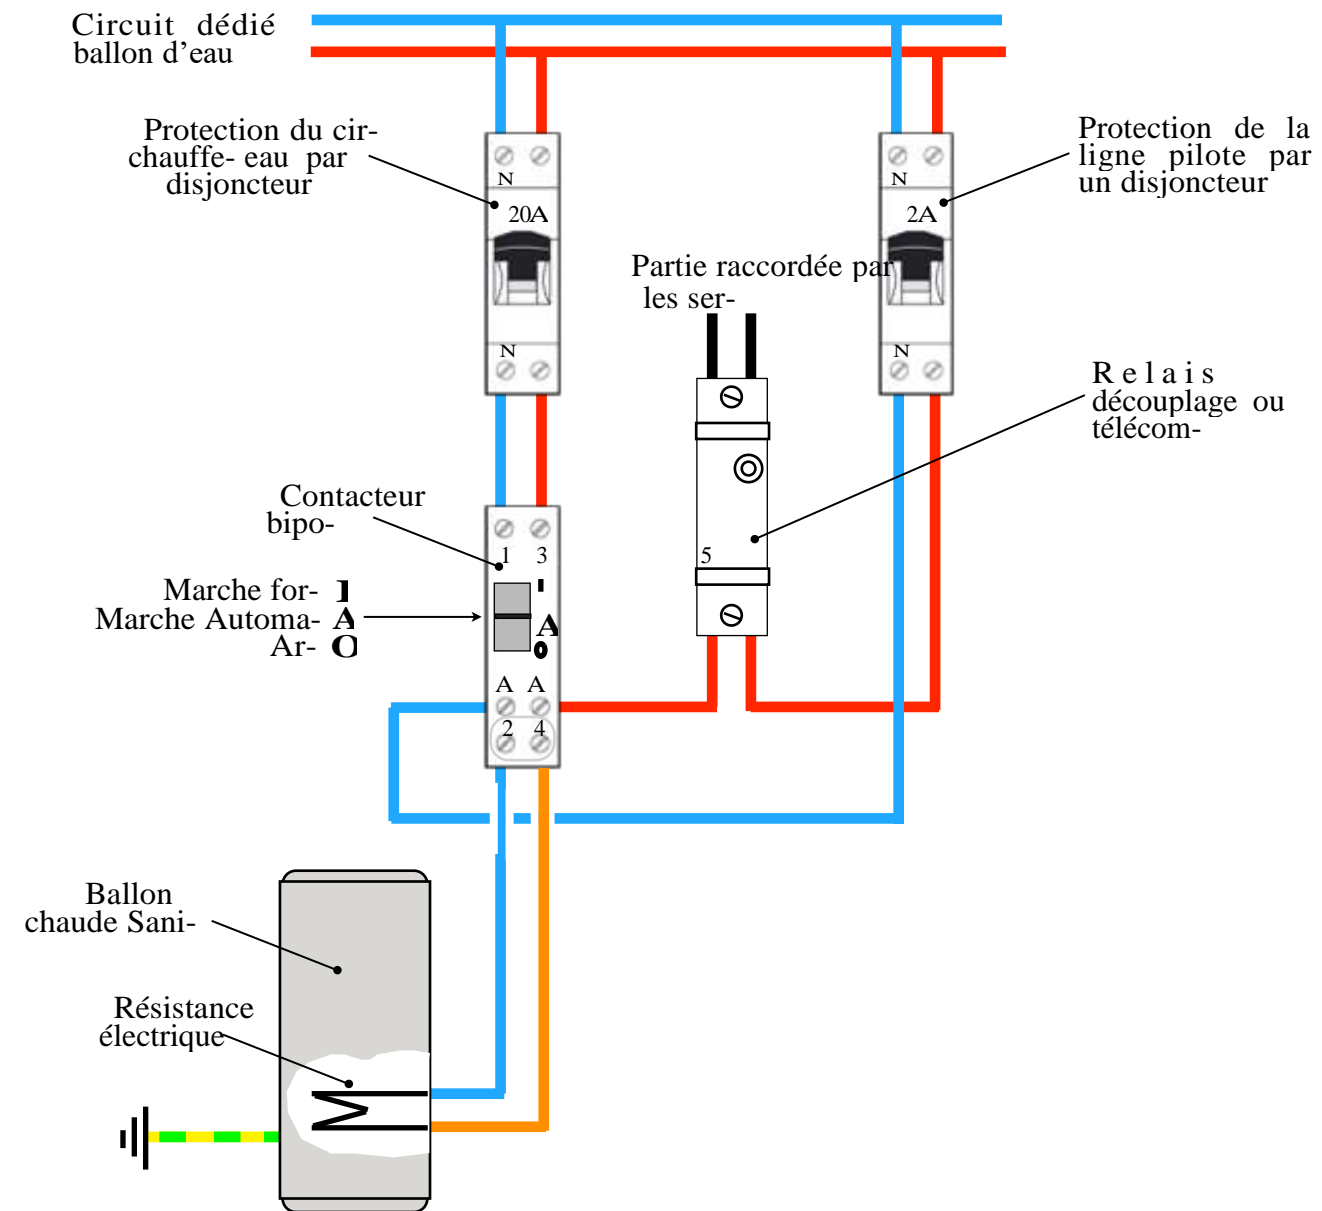 Circuit dédié
ballon d’eau
Protection du cir-
chauffe- eau par
disjoncteur
Protection de la
ligne pilote par
un disjoncteur
N
20A
N
2A
Partie raccordée par
les ser-
N
N
Relais
découplage ou
télécom-
Contacteur
bipo-
1 3
5
Marche for- I
Marche Automa- A
Ar- O
I
A
O
A A
2 4
Ballon
chaude Sani-
Résistance
électrique